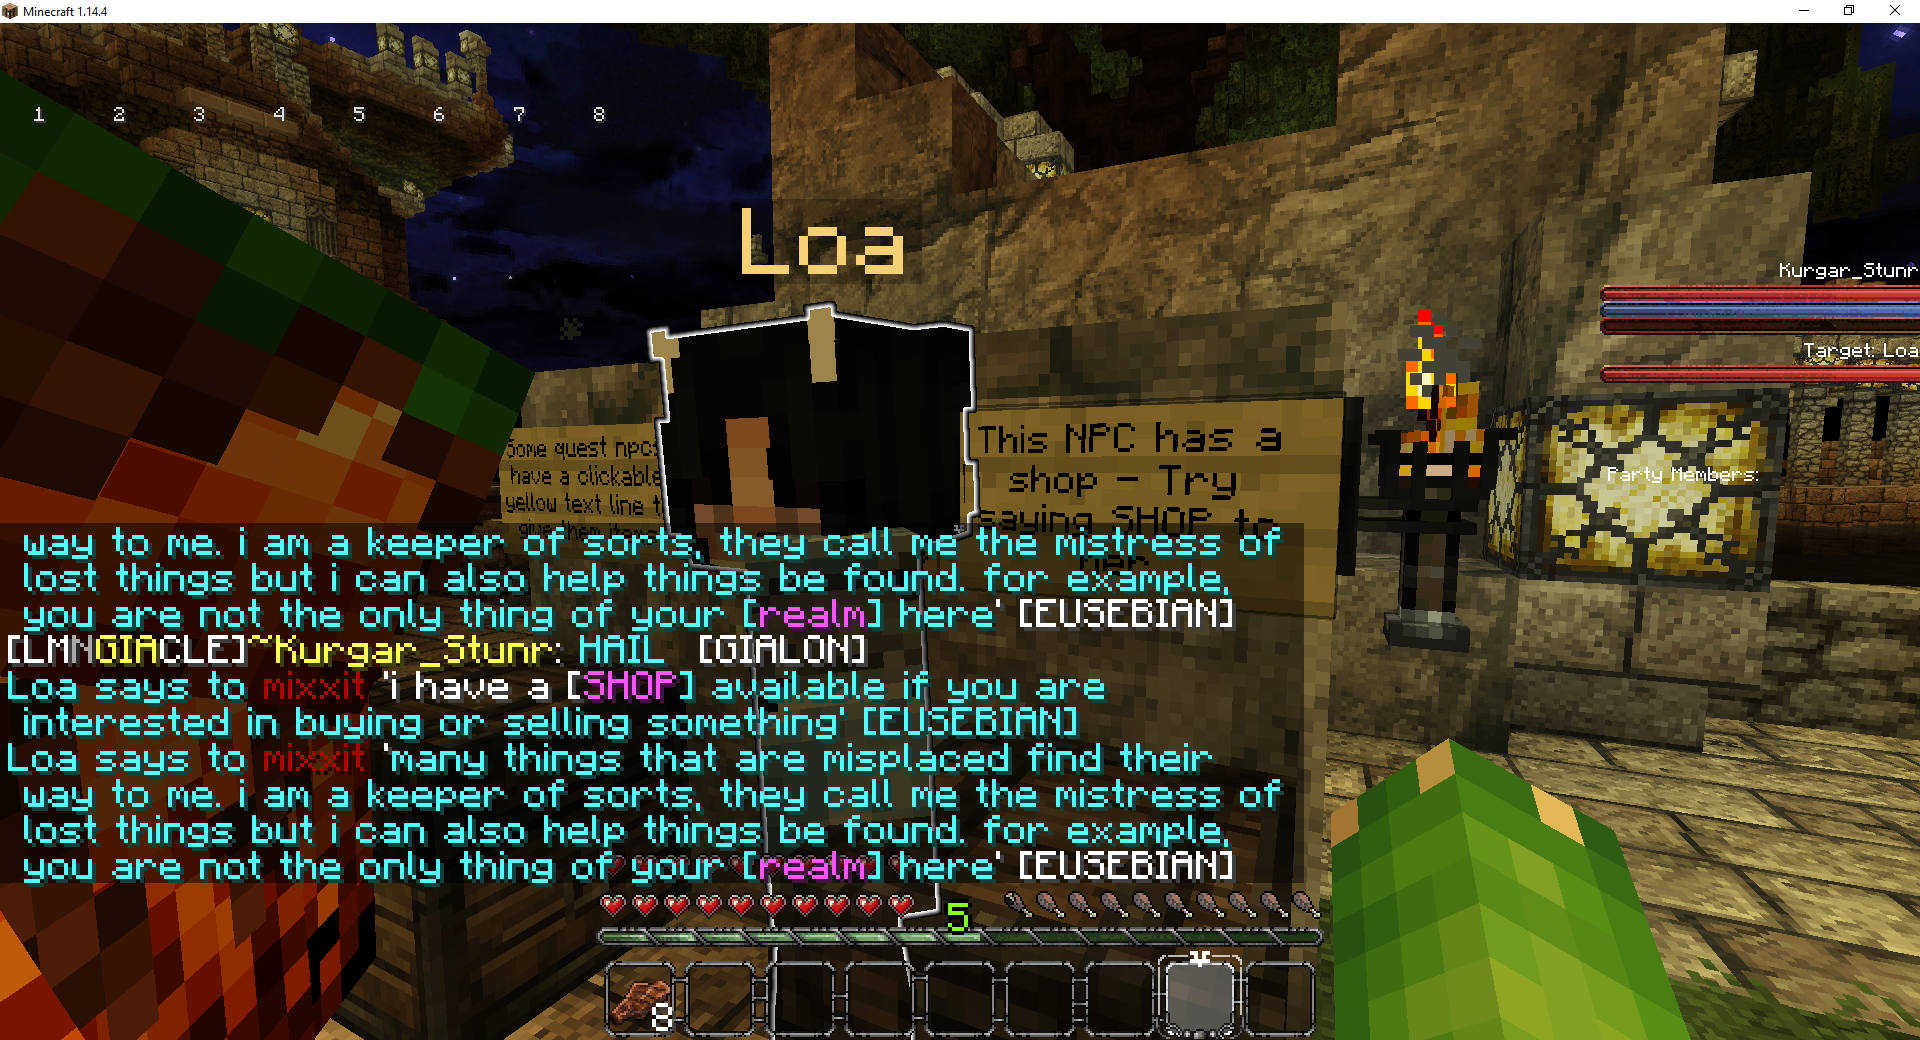 Minecraft 1.14.4
1 2 3 4 5 6 7 8
Loa
Kurgar_Stunr
Target: Loa
Party Members:
Some quest npcs
have a clickable
yellow text line t
give them items
This NPC has a
shop - Try
saying SHOP to
her
way to me. i am a keeper of sorts, they call me the mistress of
lost things but i can also help things be found. for example,
you are not the only thing of your [realm] here' [EUSEBIAN]
[LMNGIACLE]~Kurgar_Stunr: HAIL [GIALON]
Loa says to mixxit 'i have a [SHOP] available if you are
interested in buying or selling something' [EUSEBIAN]
Loa says to mixxit 'many things that are misplaced find their
way to me. i am a keeper of sorts, they call me the mistress of
lost things but i can also help things be found. for example,
you are not the only thing of your [realm] here' [EUSEBIAN]
5
8